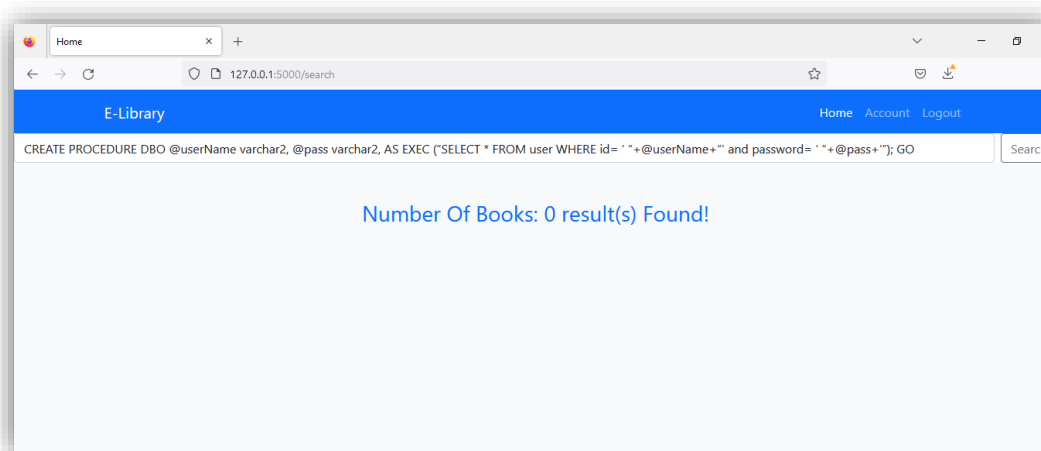 Home
127.0.0.1:5000/search
E-Library Home Account Logout
CREATE PROCEDURE DBO @userName varchar2, @pass varchar2, AS EXEC ("SELECT * FROM user WHERE id= ‘ “+@userName+”’ and password= ‘ “+@pass+’”); GO Searc
Number Of Books: 0 result(s) Found!